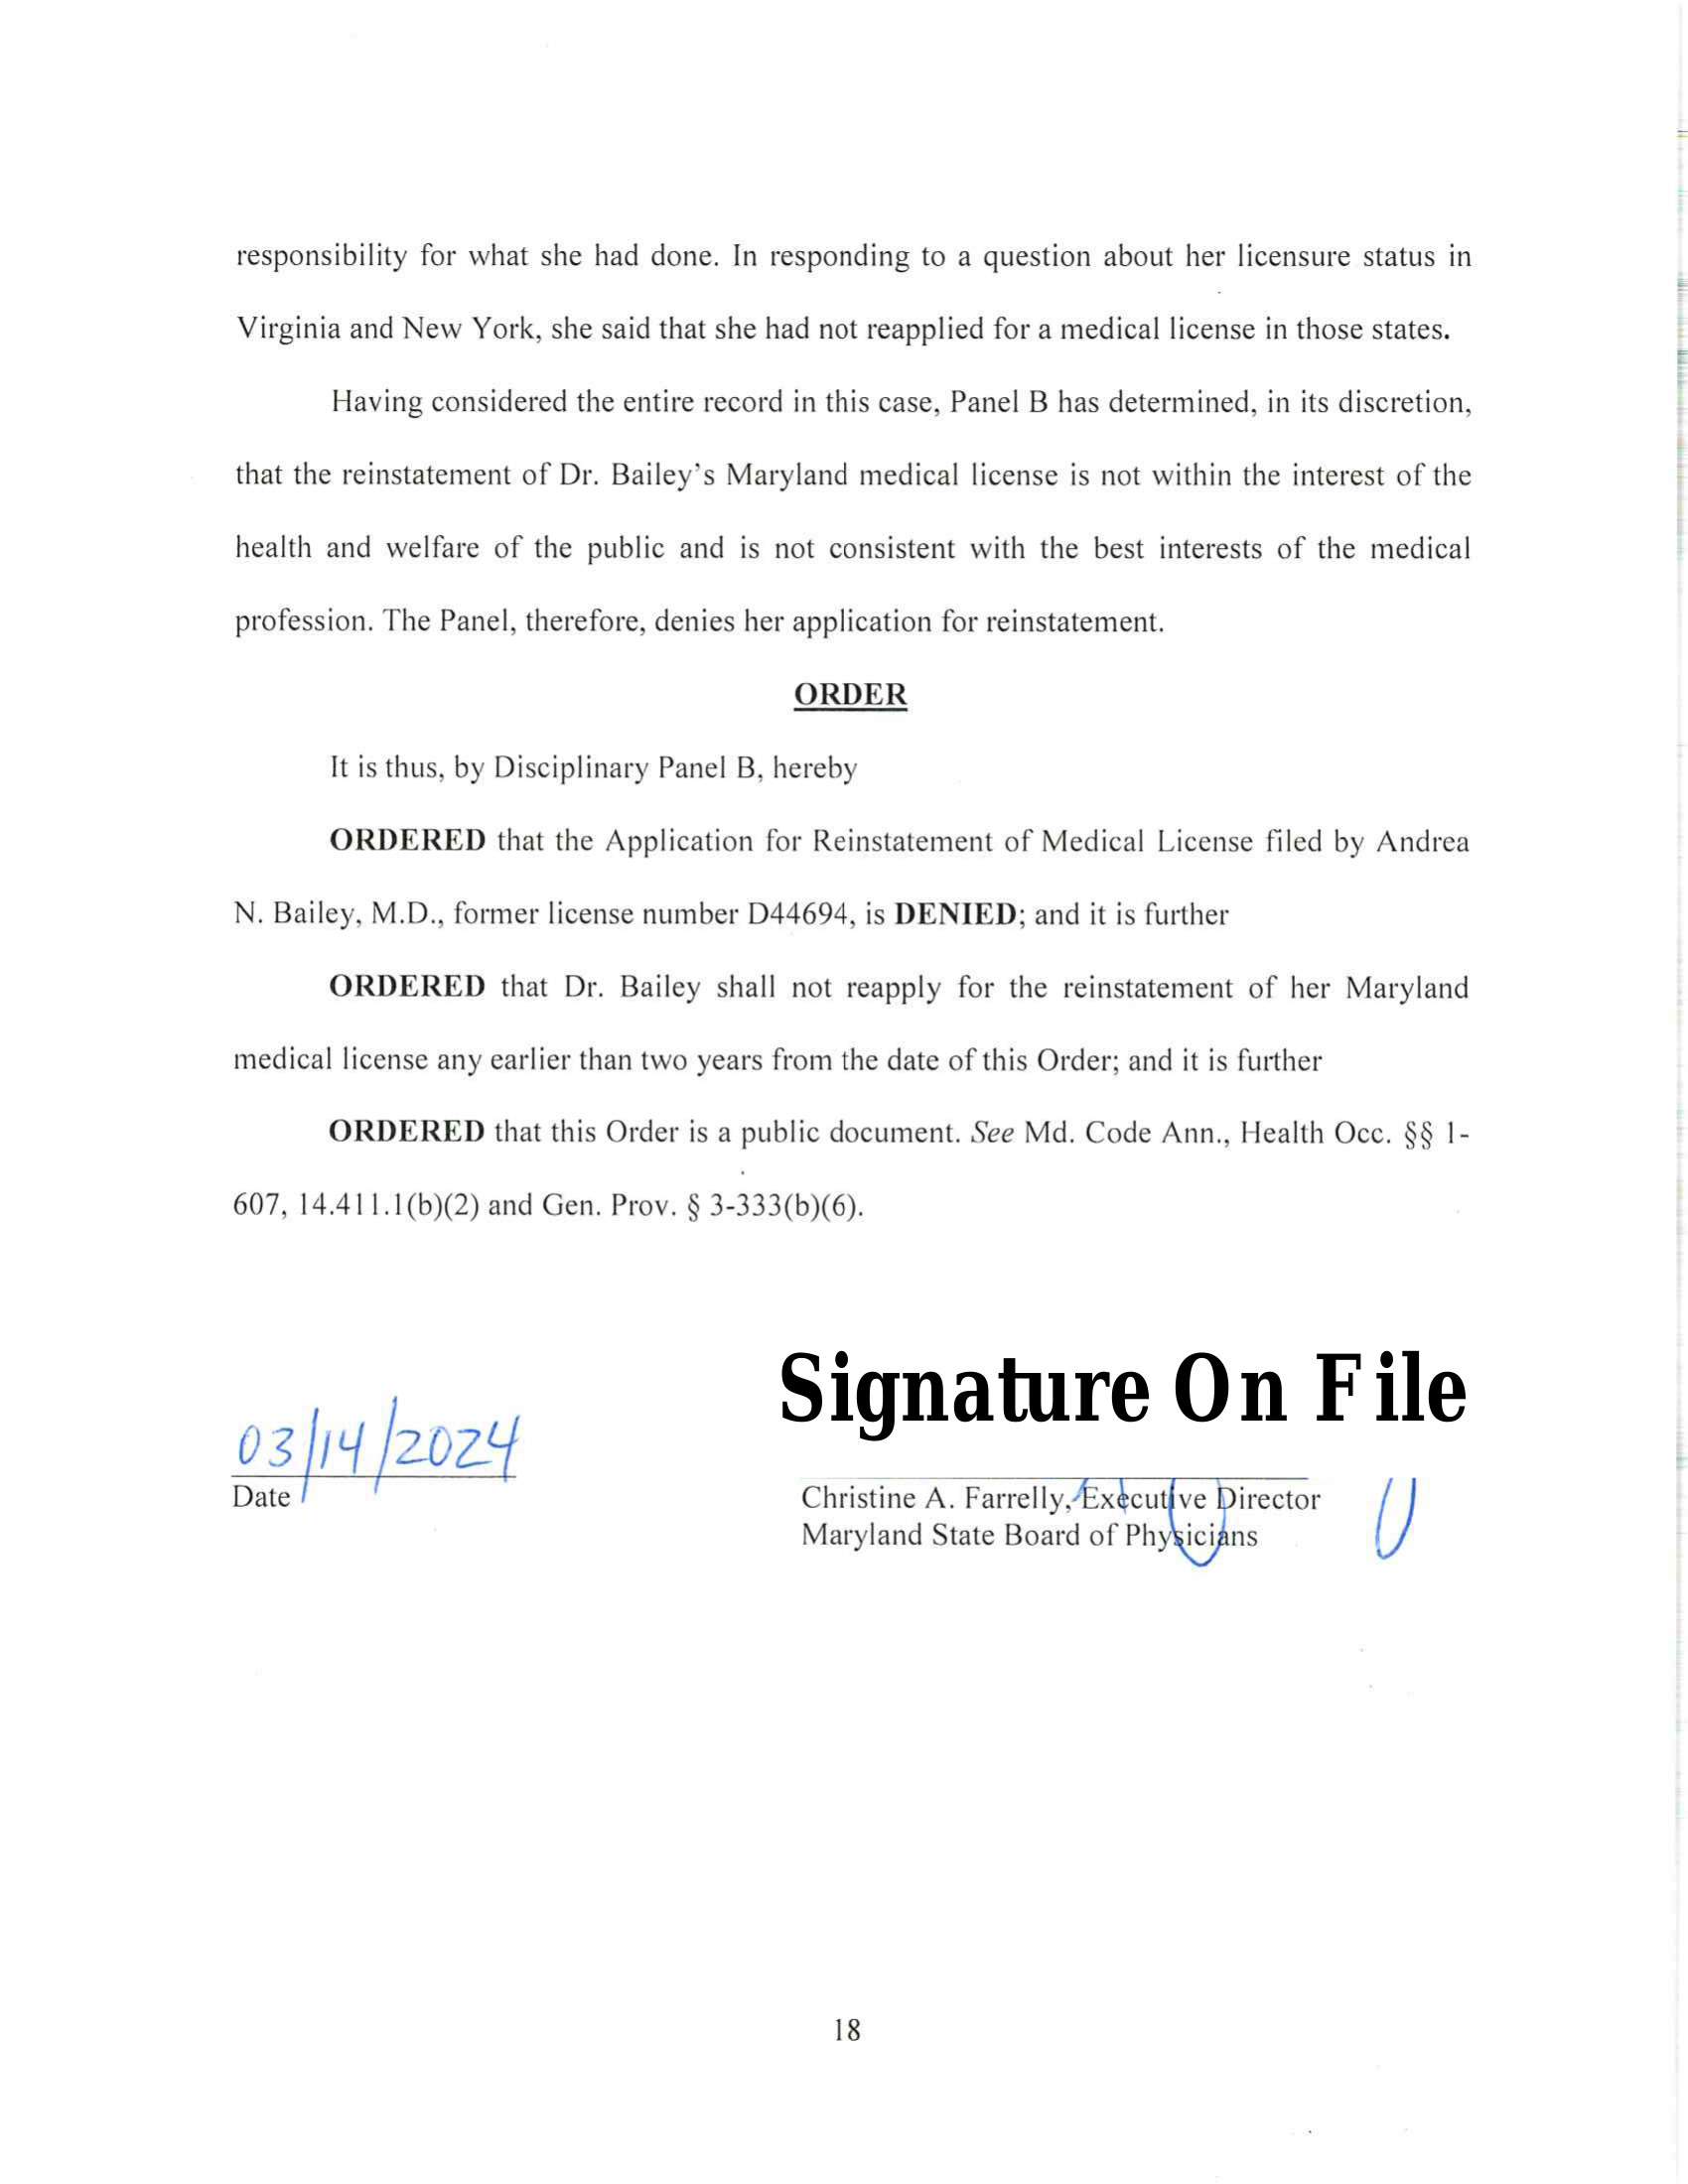 responsibility for what she had done. In responding to a question about her licensure status in
Virginia and New York, she said that she had not reapplied for a medical license in those states.
Having considered the entire record in this case, Panel B has determined, in its discretion,
that the reinstatement of Dr. Bailey’s Maryland medical license is not within the interest of the
health and welfare of the public and is not consistent with the best interests of the medical
profession. The Panel, therefore, denies her application for reinstatement.
ORDER
It is thus, by Disciplinary Panel B, hereby
ORDERED that the Application for Reinstatement of Medical License filed by Andrea
N. Bailey, M.D., former license number D44694, is DENIED; and it is further
ORDERED that Dr. Bailey shall not reapply for the reinstatement of her Maryland
medical license any earlier than two years from the date of this Order; and it is further
ORDERED that this Order is a public document. See Md. Code Ann., Health Occ. §§ 1-
607, 14.411.1(b)(2) and Gen. Prov. § 3-333(b)(6).
Signature On File
03/14/2024
Date
Christine A. Farrelly, Executive Director
Maryland State Board of Physicians
18